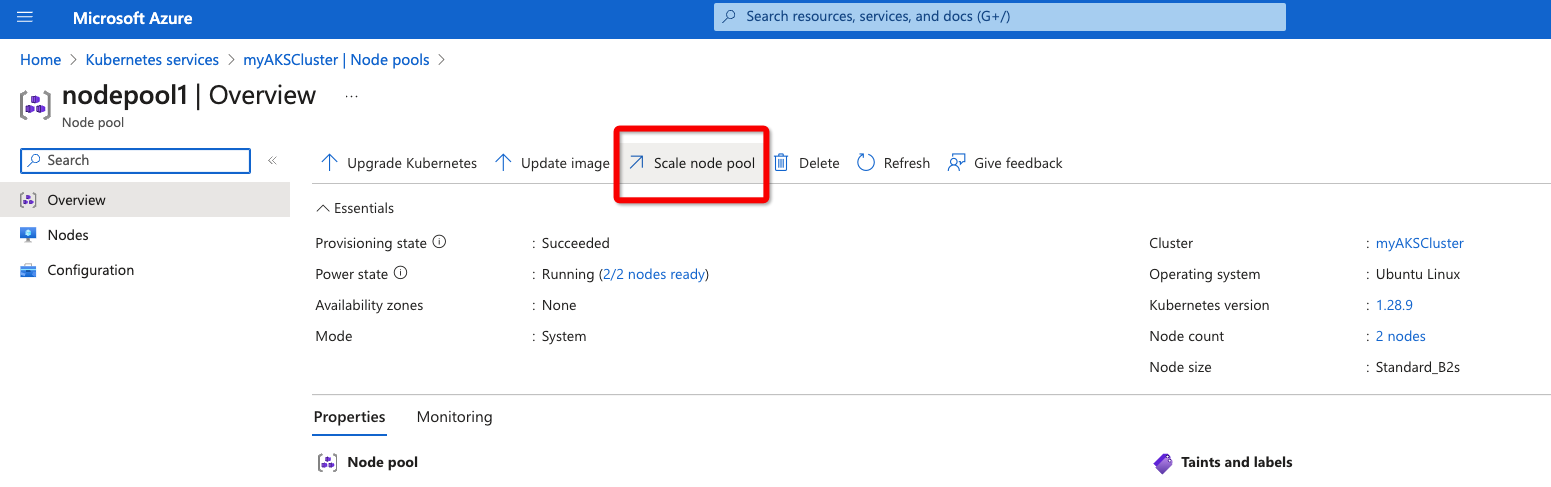 Microsoft Azure
Search resources, services, and docs (G+/)
Home > Kubernetes services > myAKSCluster | Node pools >
nodepool1 | Overview ...
Node pool
Search «
Upgrade Kubernetes Update image Scale node pool Delete Refresh Give feedback
Overview
Nodes
Configuration
Essentials
Provisioning state : Succeeded
Power state : Running (2/2 nodes ready)
Availability zones : None
Mode : System
Cluster : myAKSCluster
Operating system : Ubuntu Linux
Kubernetes version : 1.28.9
Node count : 2 nodes
Node size : Standard_B2s
Properties Monitoring
Node pool
Taints and labels